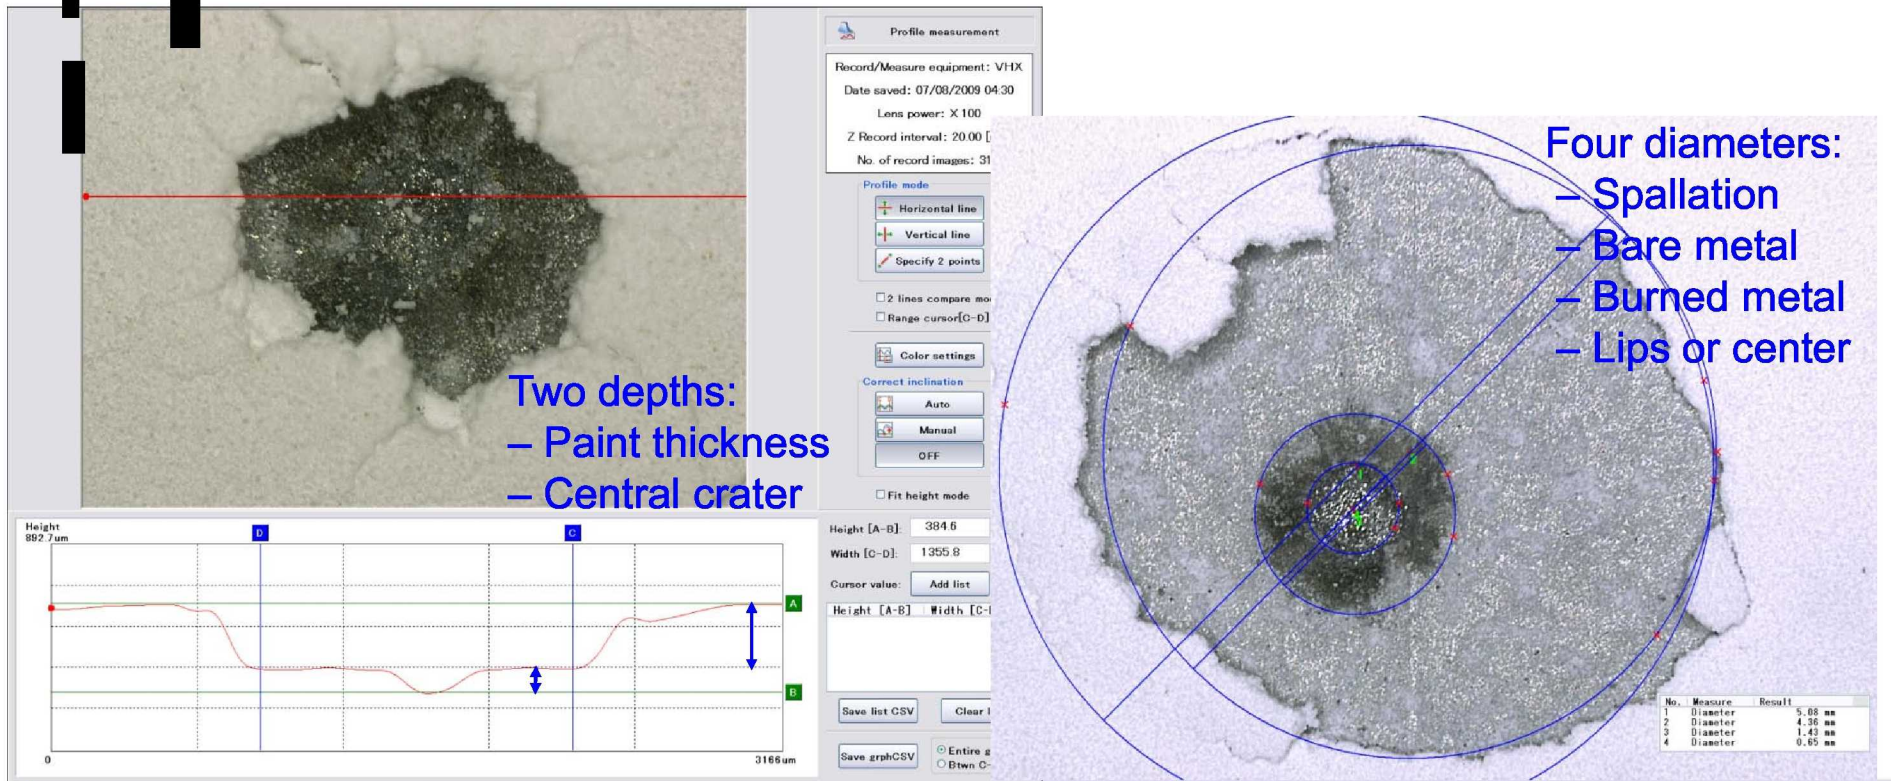 Profile measurement
Record/Measure equipment: VHX
Date saved: 07/08/2009 04:30
Lens power: X100
Z Record interval: 20.00 [
No. of record images: 31
Profile mode
Horizontal line
Vertical line
Specify 2 points
2 lines compare mo
Range cursor[C-D]
Color settings
Correct inclination
Auto
Manual
OFF
Fit height mode
Two depths:
– Paint thickness
– Central crater
Height
892.7um
D
C
A
B
0
3166um
Height [A-B]: 384.6
Width [C-D]: 1355.8
Cursor value: Add list
Height [A-B] Width [C-
Save list CSV Clear l
Save grphCSV Entire g
Btwn C-
Four diameters:
– Spallation
– Bare metal
– Burned metal
– Lips or center
No. Measure Result
1 Diameter 5.08 mm
2 Diameter 4.36 mm
3 Diameter 1.43 mm
4 Diameter 0.65 mm